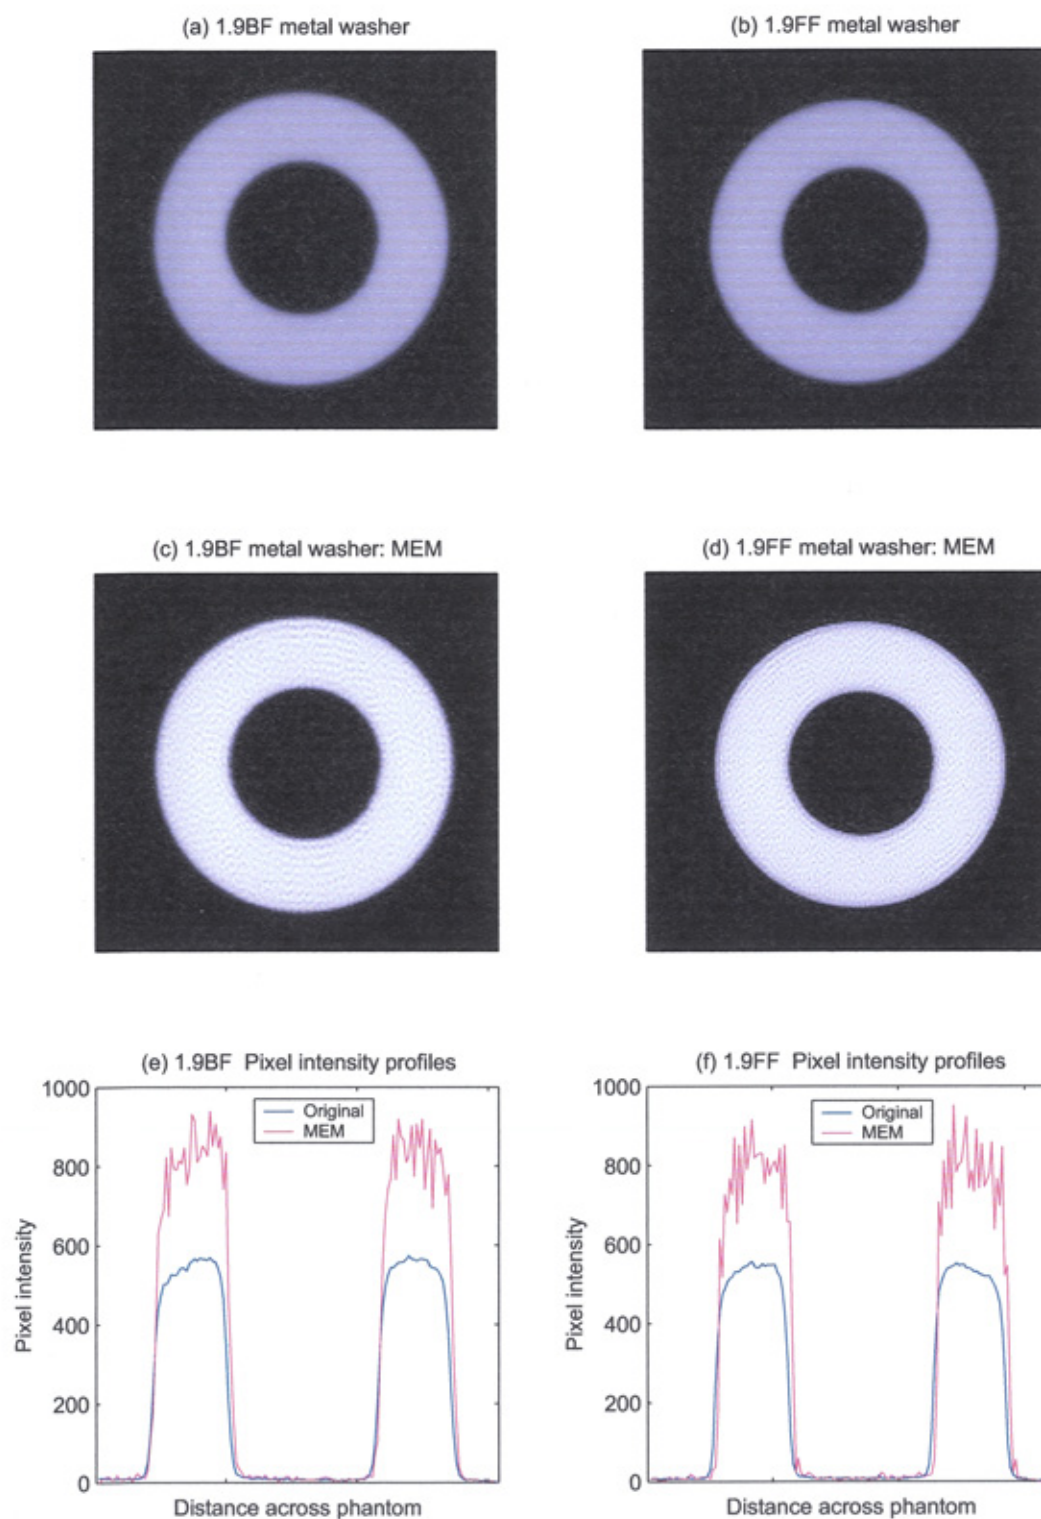 (a) 1.9BF metal washer
(b) 1.9FF metal washer
(c) 1.9BF metal washer: MEM
(d) 1.9FF metal washer: MEM
(e) 1.9BF Pixel intensity profiles
1000
800
600
400
200
0
Pixel intensity
Original
MEM
Distance across phantom
(f) 1.9FF Pixel intensity profiles
1000
800
600
400
200
0
Pixel intensity
Original
MEM
Distance across phantom